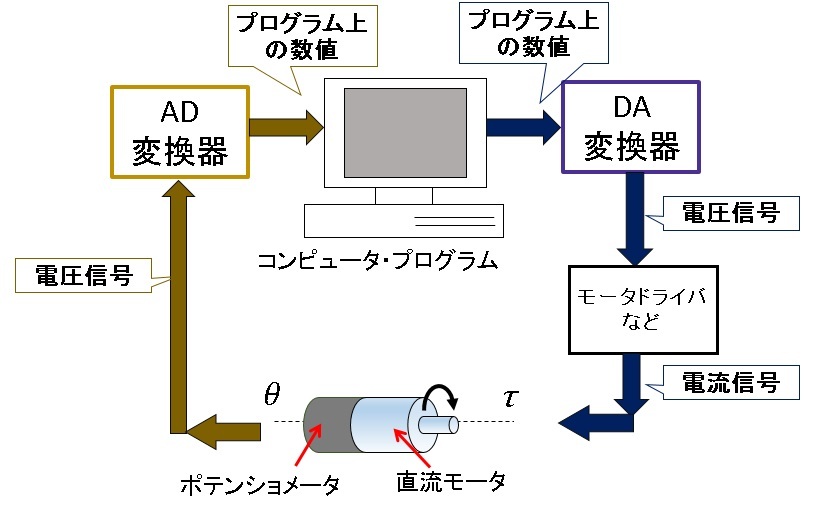 プログラム上
の数値
プログラム上
の数値
AD
変換器
DA
変換器
電圧信号
コンピュータ・プログラム
電圧信号
モータドライバ
など
電流信号
θ
τ
ポテンショメータ
直流モータ